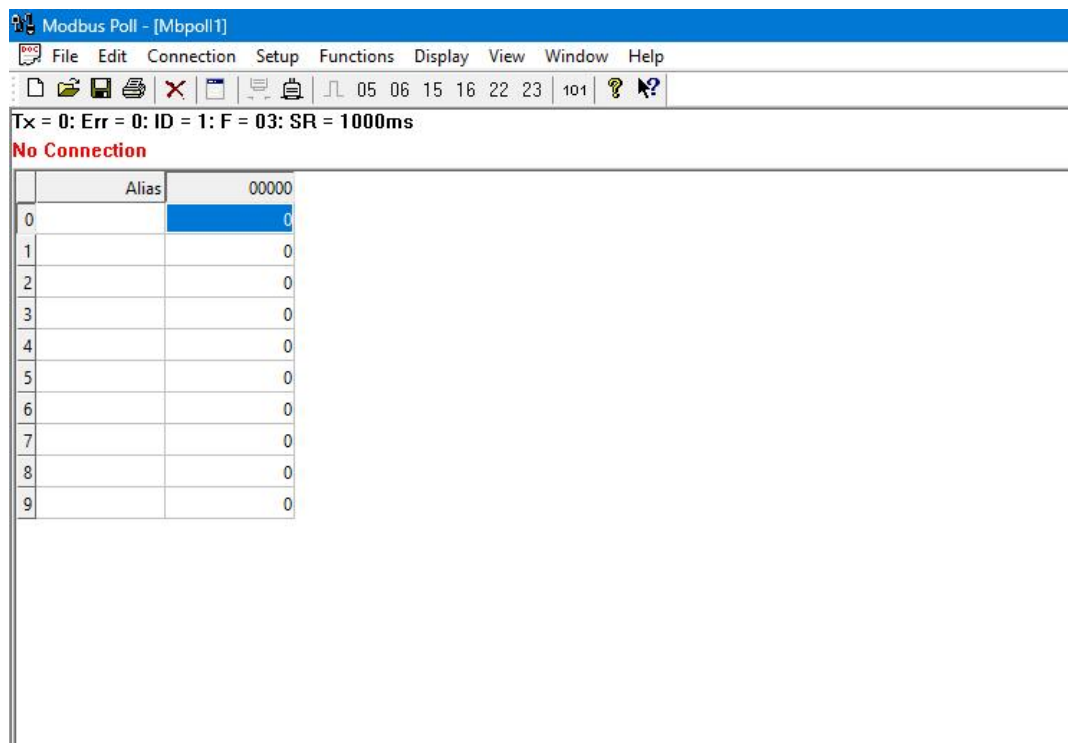 Modbus Poll - [Mbpoll1]
DOC File Edit Connection Setup Functions Display View Window Help
05 06 15 16 22 23 101
Tx = 0: Err = 0: ID = 1: F = 03: SR = 1000ms
No Connection
Alias 00000
0 0
1 0
2 0
3 0
4 0
5 0
6 0
7 0
8 0
9 0